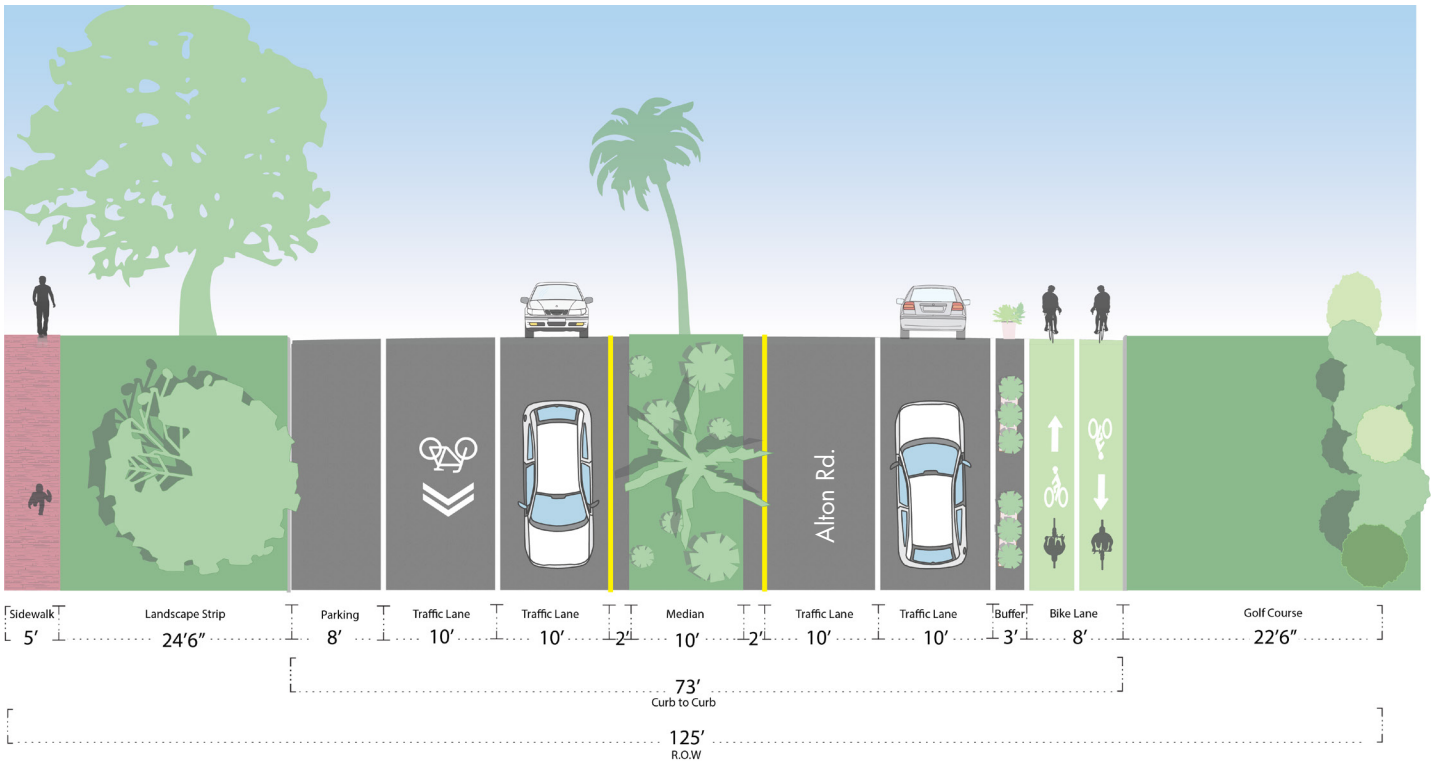 Alton Rd.
Sidewalk
5′
Landscape Strip
24′6″
Parking
8′
Traffic Lane
10′
Traffic Lane
10′
2′
Median
10′
2′
Traffic Lane
10′
Traffic Lane
10′
Buffer
3′
Bike Lane
8′
Golf Course
22′6″
73′
Curb to Curb
125′
R.O.W